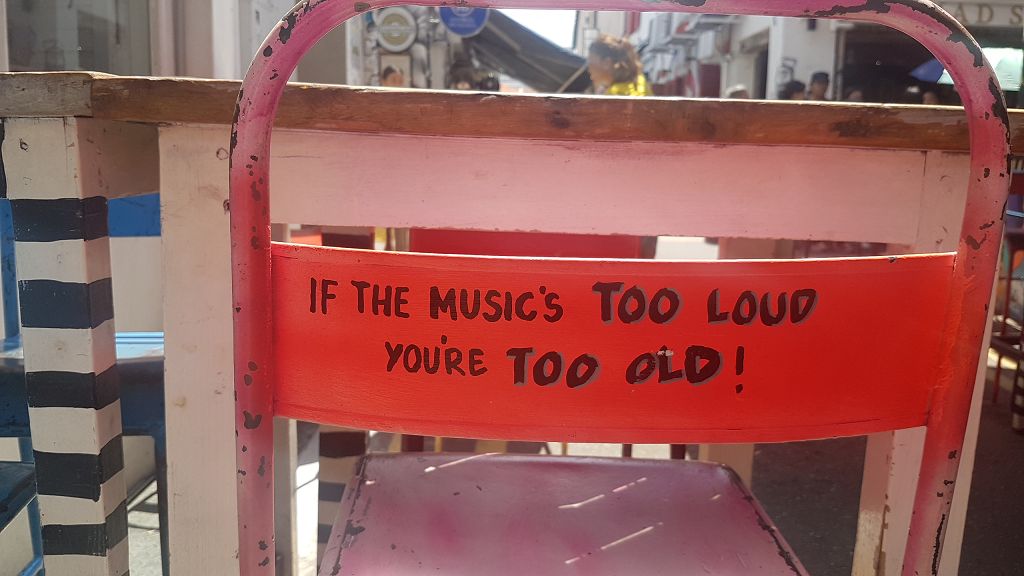 IF THE MUSIC'S TOO LOUD
YOU'RE TOO OLD!